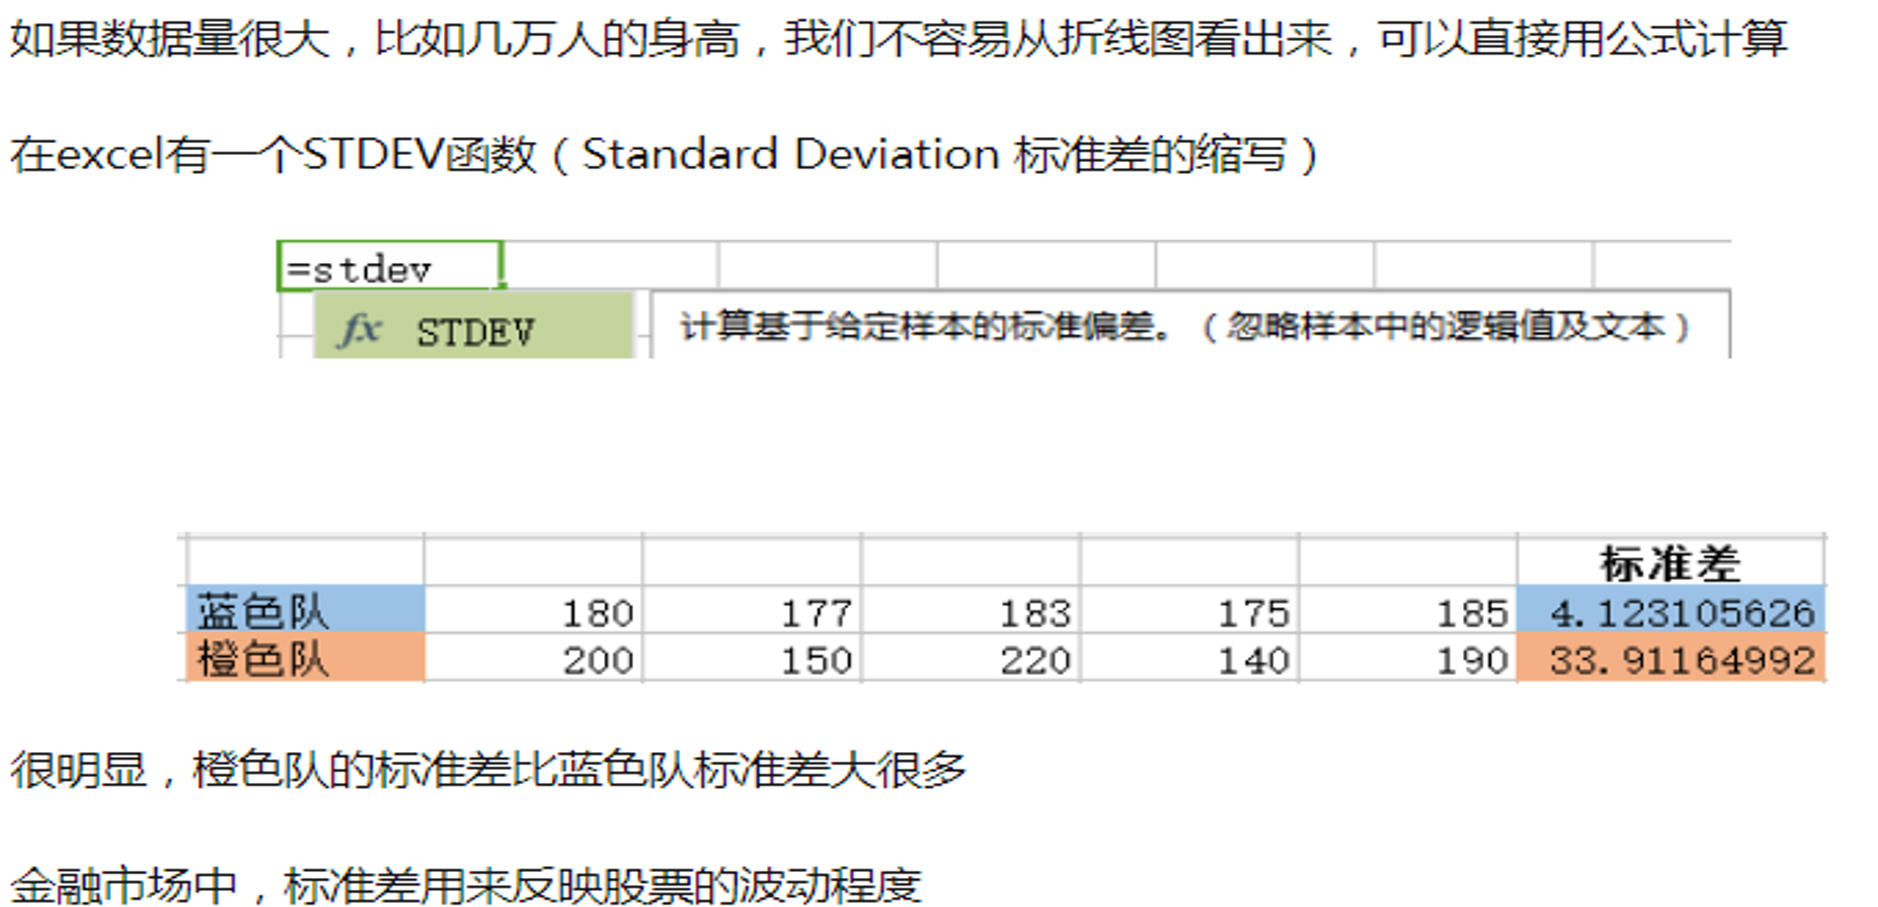 如果数据量很大，比如几万人的身高，我们不容易从折线图看出来，可以直接用公式计算
在excel有一个STDEV函数（Standard Deviation 标准差的缩写）
=stdev
fx STDEV 计算基于给定样本的标准偏差。（忽略样本中的逻辑值及文本）
标准差
蓝色队 180 177 183 175 185 4.123105626
橙色队 200 150 220 140 190 33.91164992
很明显，橙色队的标准差比蓝色队标准差大很多
金融市场中，标准差用来反映股票的波动程度